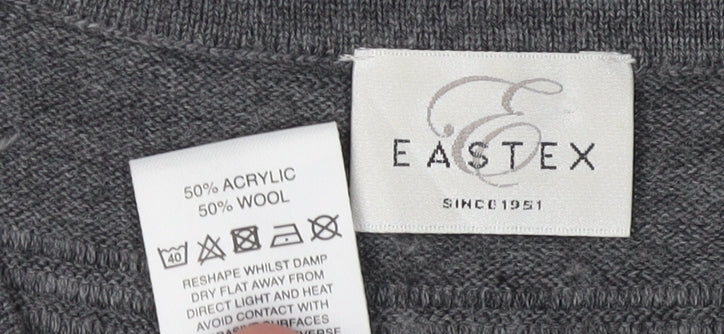 E
EASTEX
SINCE 1951
50% ACRYLIC
50% WOOL
40
RESHAPE WHILST DAMP
DRY FLAT AWAY FROM
DIRECT LIGHT AND HEAT
AVOID CONTACT WITH
SURFACES